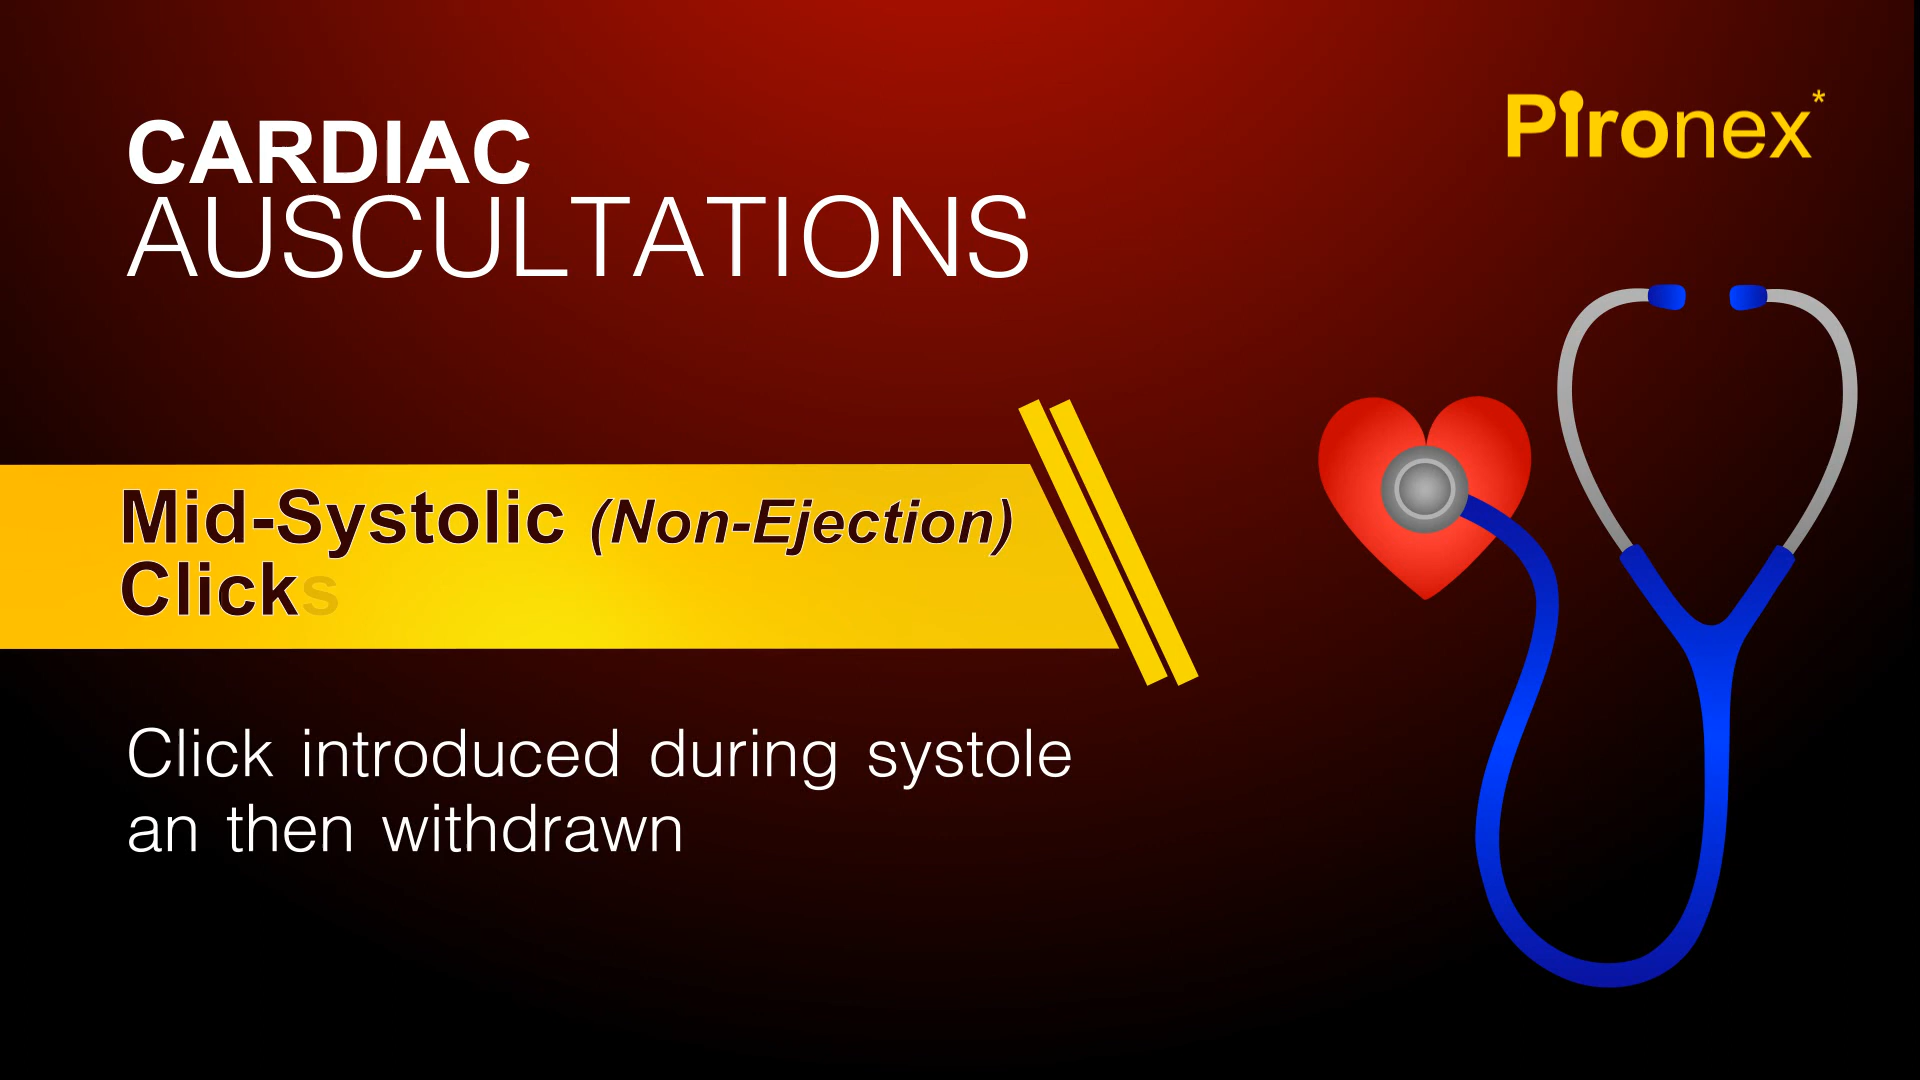 CARDIAC
AUSCULTATIONS
Pironex*
Mid-Systolic (Non-Ejection)
Clicks
Click introduced during systole
an then withdrawn